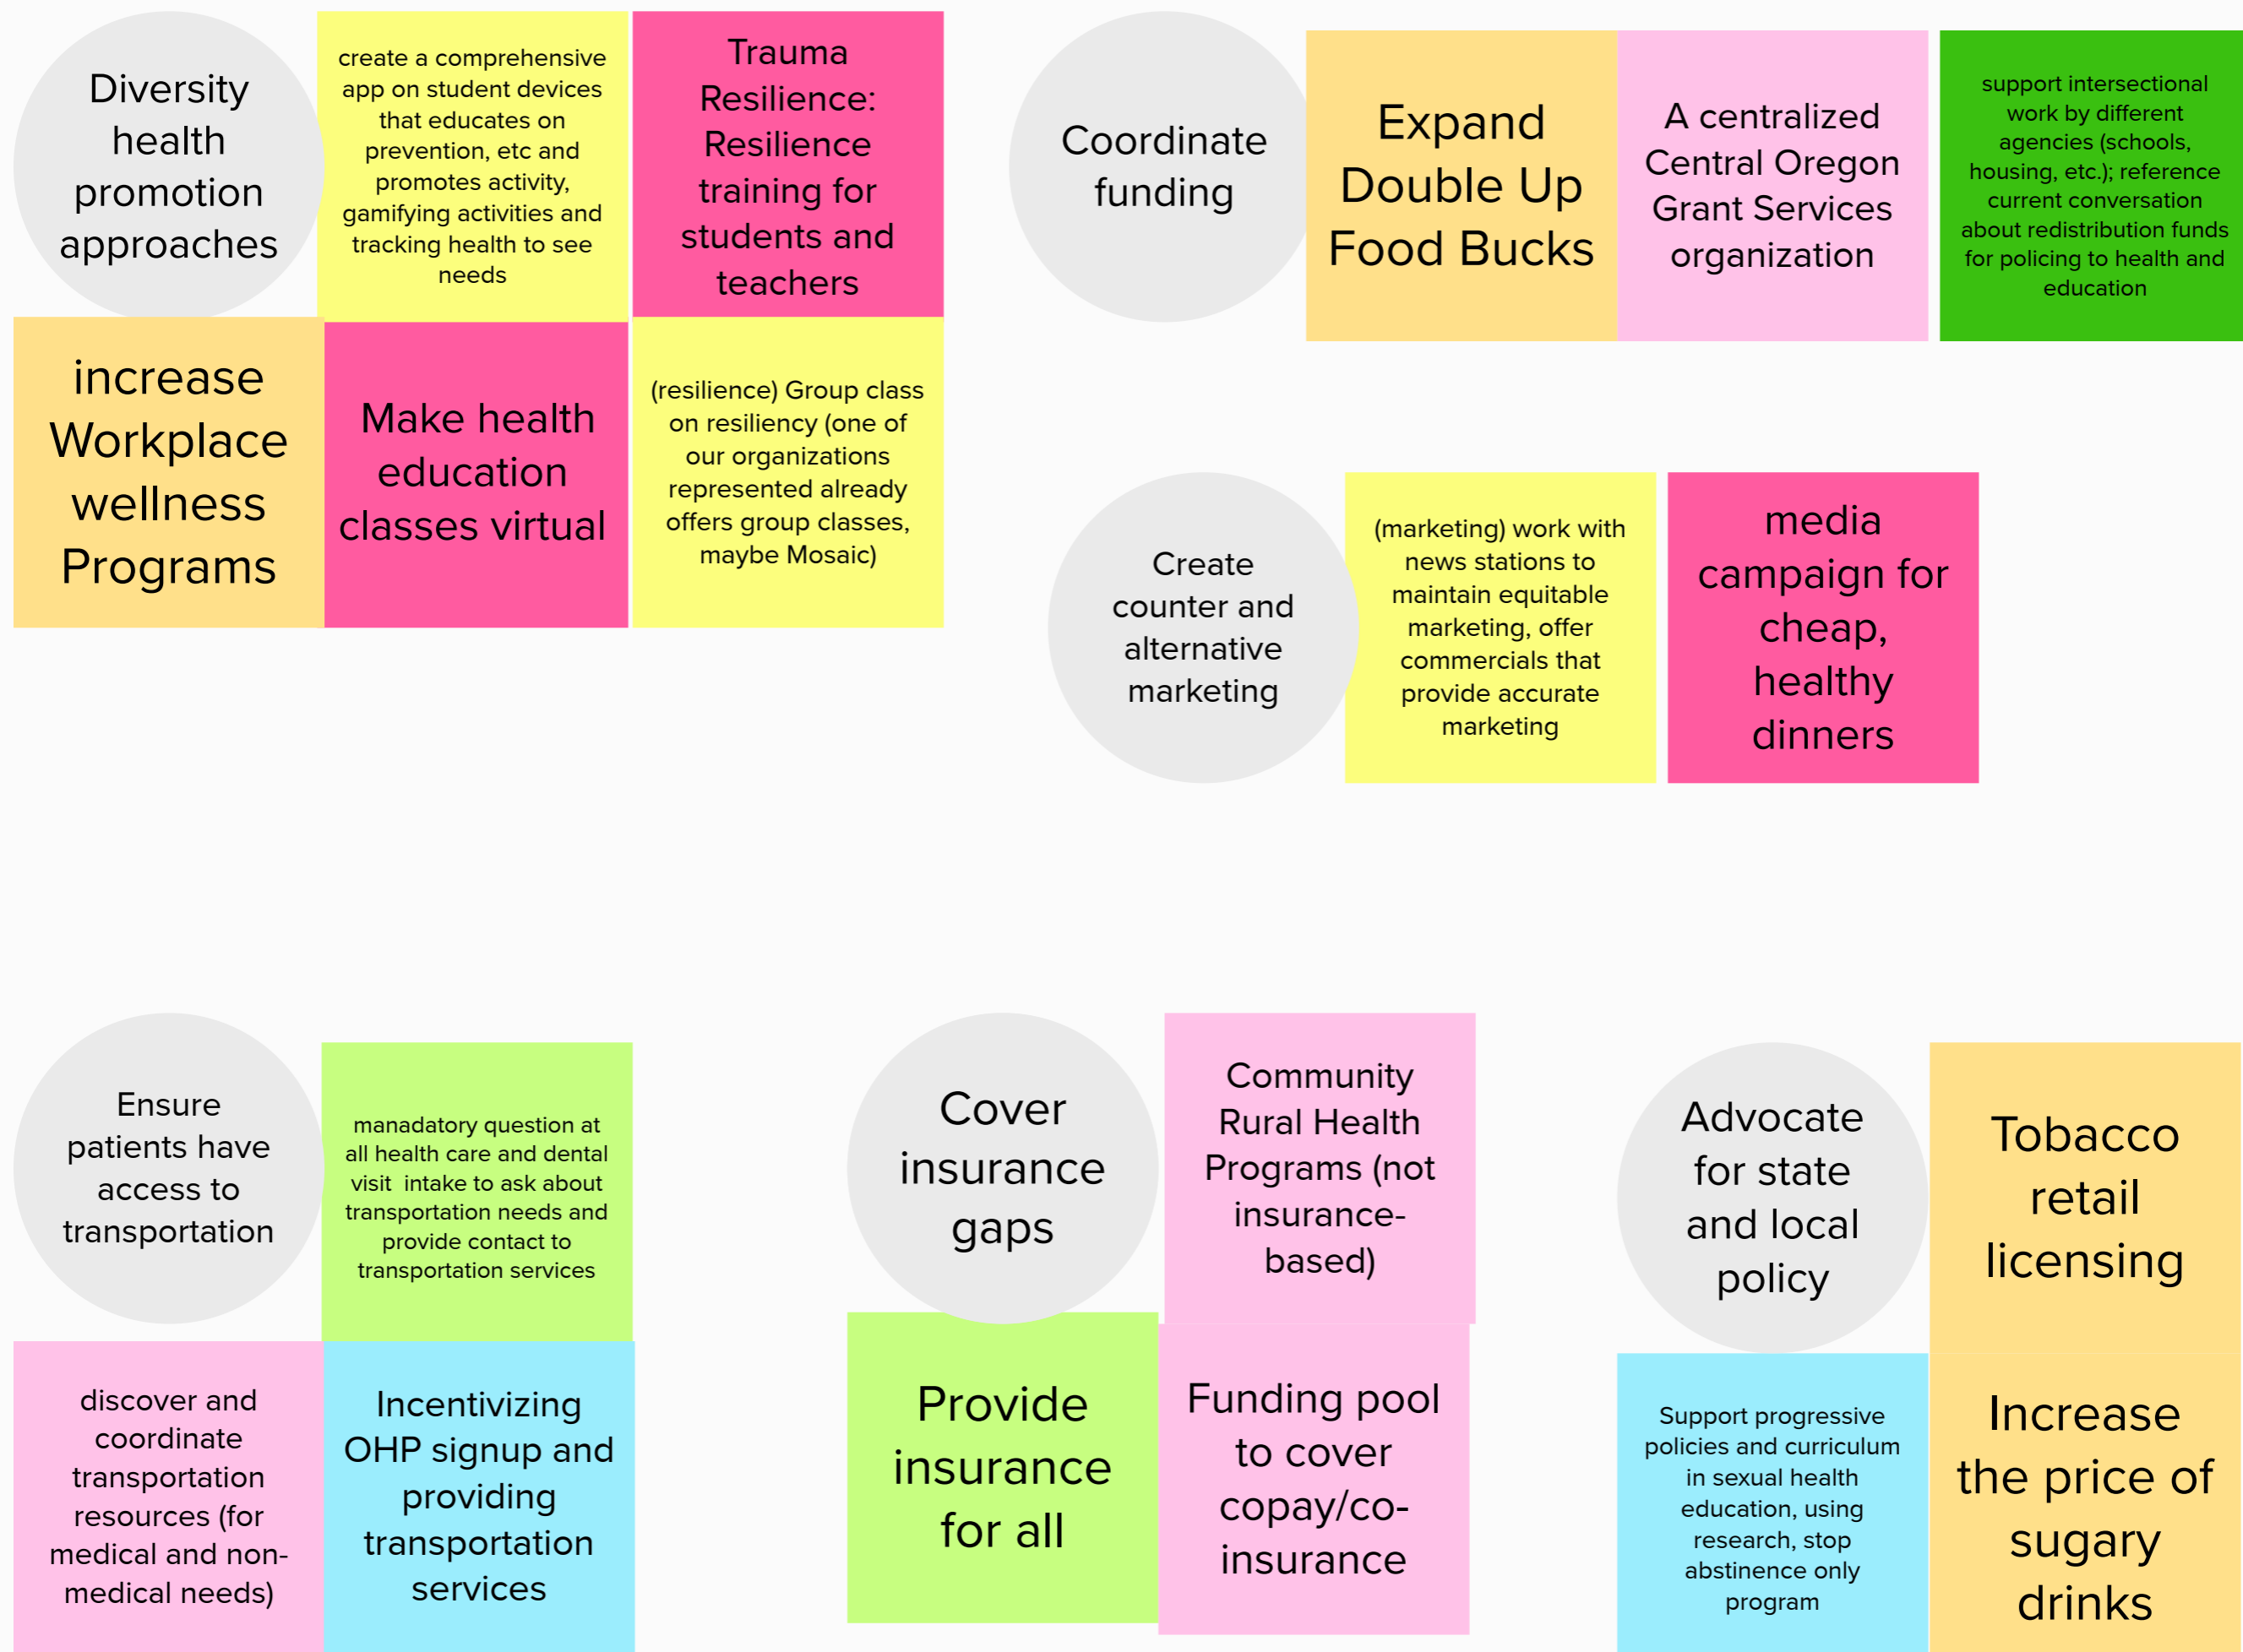 Diversity
health
promotion
approaches
create a comprehensive
app on student devices
that educates on
prevention, etc and
promotes activity,
gamifying activities and
tracking health to see
needs
Trauma
Resilience:
Resilience
training for
students and
teachers
increase
Workplace
wellness
Programs
Make health
education
classes virtual
(resilience) Group class
on resiliency (one of
our organizations
represented already
offers group classes,
maybe Mosaic)
Coordinate
funding
Expand
Double Up
Food Bucks
A centralized
Central Oregon
Grant Services
organization
support intersectional
work by different
agencies (schools,
housing, etc.); reference
current conversation
about redistribution funds
for policing to health and
education
Create
counter and
alternative
marketing
(marketing) work with
news stations to
maintain equitable
marketing, offer
commercials that
provide accurate
marketing
media
campaign for
cheap,
healthy
dinners
Ensure
patients have
access to
transportation
manadatory question at
all health care and dental
visit intake to ask about
transportation needs and
provide contact to
transportation services
discover and
coordinate
transportation
resources (for
medical and non-
medical needs)
Incentivizing
OHP signup and
providing
transportation
services
Cover
insurance
gaps
Community
Rural Health
Programs (not
insurance-
based)
Provide
insurance
for all
Funding pool
to cover
copay/co-
insurance
Advocate
for state
and local
policy
Tobacco
retail
licensing
Support progressive
policies and curriculum
in sexual health
education, using
research, stop
abstinence only
program
Increase
the price of
sugary
drinks